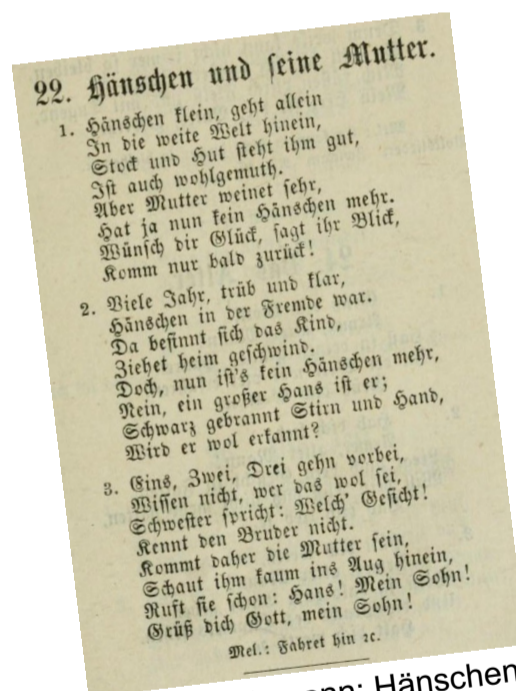 22. Hänschen und seine Mutter.
1. Hänschen klein, geht allein
In die weite Welt hinein,
Stock und Hut steht ihm gut,
Ist auch wohlgemuth.
Aber Mutter weinet sehr,
Hat ja nun kein Hänschen mehr.
Wünsch dir Glück, sagt ihr Blick,
Komm nur bald zurück!
2. Viele Jahr, trüb und klar,
Hänschen in der Fremde war.
Da besinnt sich das Kind,
Ziehet heim geschwind.
Doch, nun ist's kein Hänschen mehr,
Nein, ein großer Hans ist er;
Schwarz gebrannt Stirn und Hand,
Wird er wol erkannt?
3. Eins, Zwei, Drei gehn vorbei,
Wissen nicht, wer das wol sei,
Schwester spricht: Welch' Gesicht!
Kennt den Bruder nicht.
Kommt daher die Mutter sein,
Schaut ihm kaum ins Aug hinein,
Ruft sie schon: Hans! Mein Sohn!
Grüß dich Gott, mein Sohn!
Mel.: Fahret hin ꝛc.
Hänschen